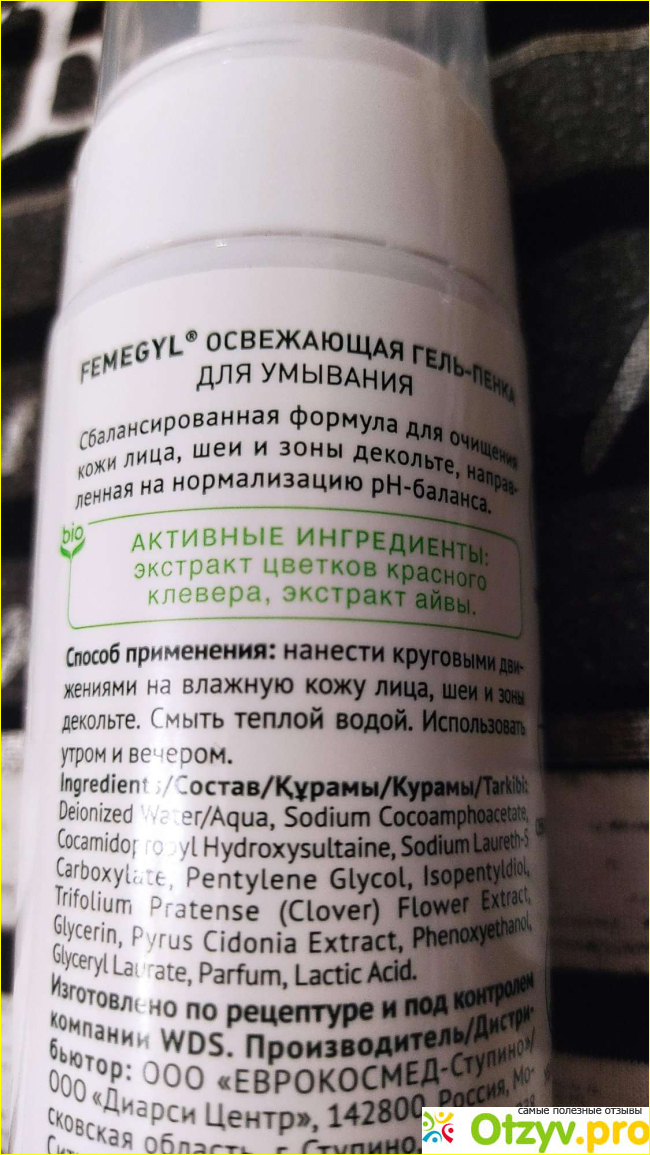 FEMEGYL® ОСВЕЖАЮЩАЯ ГЕЛЬ-ПЕНКА
ДЛЯ УМЫВАНИЯ
Сбалансированная формула для очищения
кожи лица, шеи и зоны декольте, направ-
ленная на нормализацию pH-баланса.
bio
АКТИВНЫЕ ИНГРЕДИЕНТЫ:
экстракт цветков красного
клевера, экстракт айвы.
Способ применения: нанести круговыми дви-
жениями на влажную кожу лица, шеи и зоны
декольте. Смыть теплой водой. Использовать
утром и вечером.
Ingredients/Состав/Құрамы/Курамы/Tarkibi:
Deionized Water/Aqua, Sodium Cocoamphoacetate,
Cocamidopropyl Hydroxysultaine, Sodium Laureth-5
Carboxylate, Pentylene Glycol, Isopentyldiol,
Trifolium Pratense (Clover) Flower Extract,
Glycerin, Pyrus Cidonia Extract, Phenoxyethanol,
Glyceryl Laurate, Parfum, Lactic Acid.
Изготовлено по рецептуре и под контролем
компании WDS. Производитель/Дистри-
бьютор: ООО «ЕВРОКОСМЕД-Ступино»/
ООО «Диарси Центр», 142800, Россия, Мо-
сковская область, г. Ступино,
самые полезные отзывы
Otzyv.pro